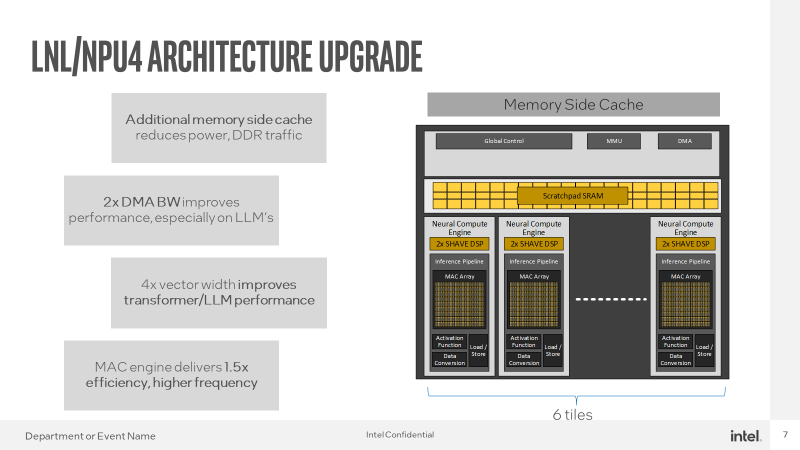 LNL/NPU4 ARCHITECTURE UPGRADE
Additional memory side cache
reduces power, DDR traffic
2x DMA BW improves
performance, especially on LLM's
4x vector width improves
transformer/LLM performance
MAC engine delivers 1.5x
efficiency, higher frequency
Memory Side Cache
Global Control
MMU
DMA
Scratchpad SRAM
Neural Compute
Engine
2x SHAVE DSP
Inference Pipeline
MAC Array
Activation
Function
Load /
Store
Data
Conversion
Neural Compute
Engine
2x SHAVE DSP
Inference Pipeline
MAC Array
Activation
Function
Load /
Store
Data
Conversion
Neural Compute
Engine
2x SHAVE DSP
Inference Pipeline
MAC Array
Activation
Function
Load /
Store
Data
Conversion
6 tiles
Department or Event Name
Intel Confidential
intel.
7